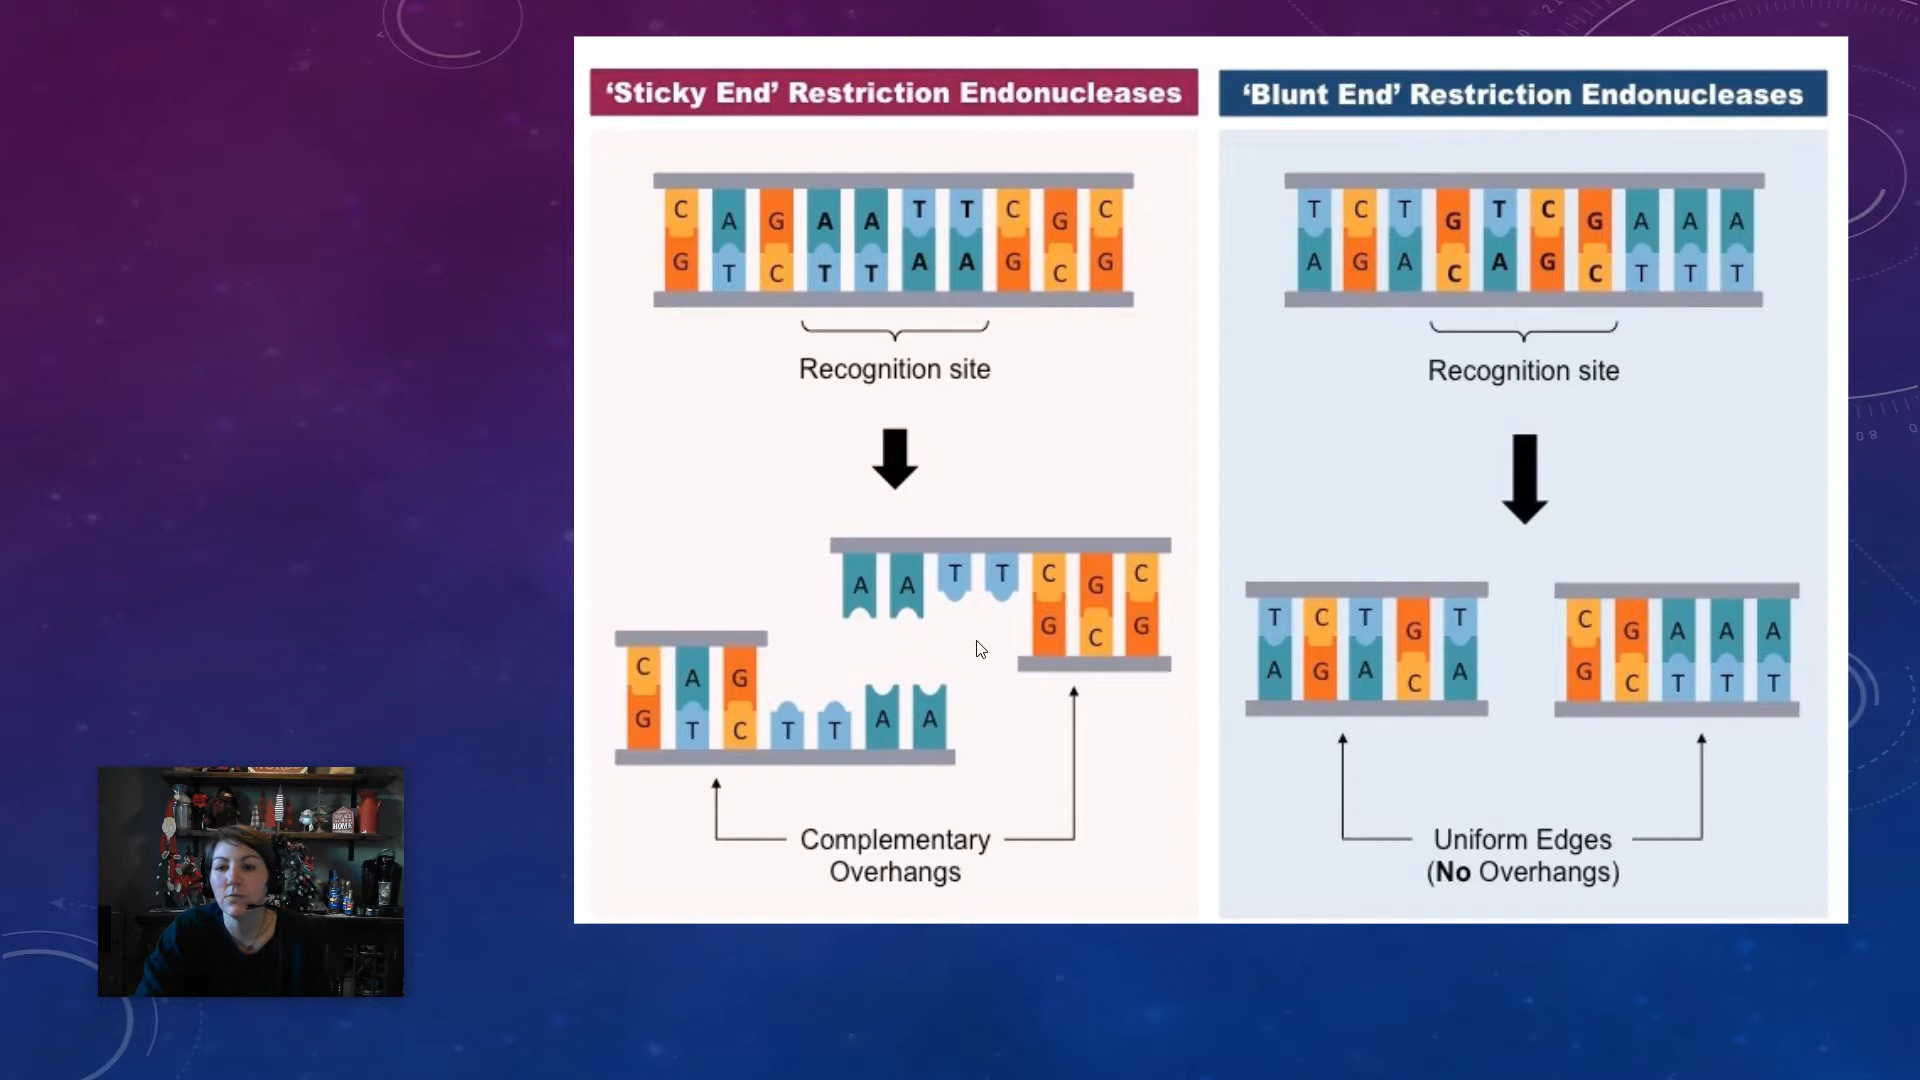 ‘Sticky End’ Restriction Endonucleases
C A G A A T T C G C
G T C T T A A G C G
Recognition site
A A T T C G C
G C G
C A G
G T C T T A A
Complementary
Overhangs
‘Blunt End’ Restriction Endonucleases
T C T G T C G A A A
A G A C A G C T T T
Recognition site
T C T G T
A G A C A
C G A A A
G C T T T
Uniform Edges
(No Overhangs)